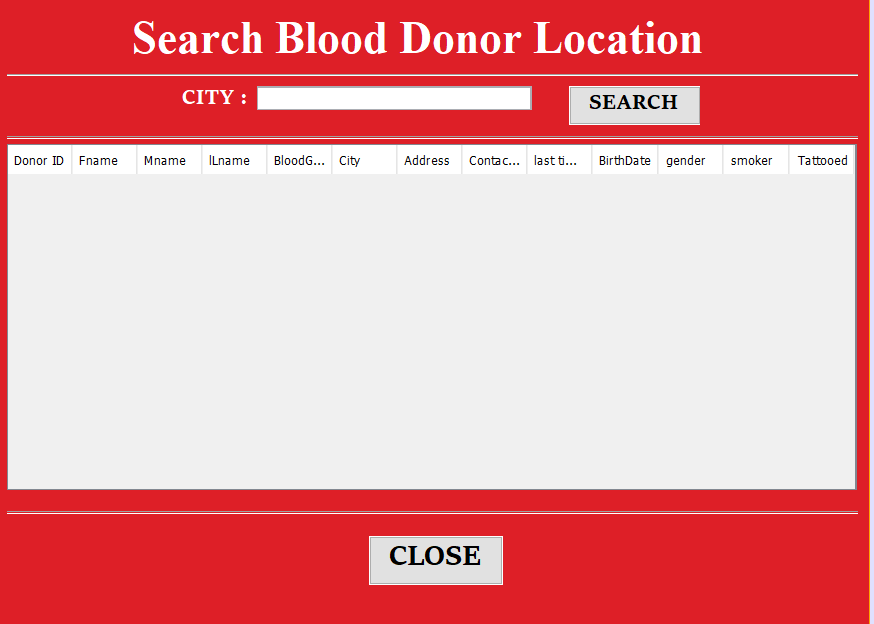 Search Blood Donor Location
CITY : SEARCH
Donor ID Fname Mname lLname BloodG... City Address Contac... last ti... BirthDate gender smoker Tattooed
CLOSE